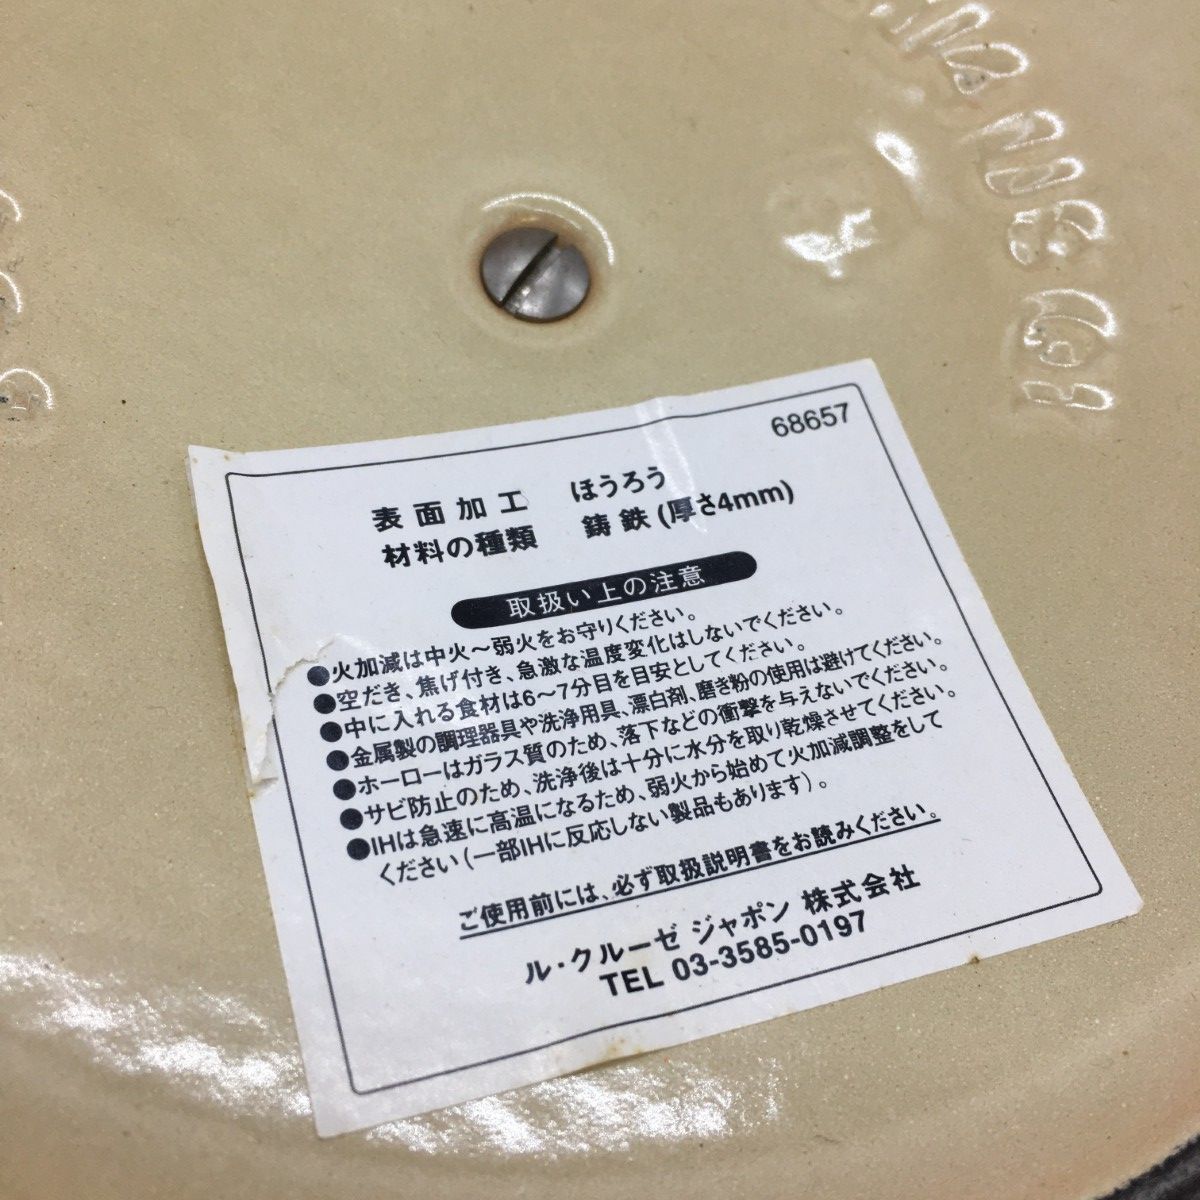 68657
表面加工 ほうろう
材料の種類 鋳鉄(厚さ4mm)
取扱い上の注意
●火加減は中火～弱火をお守りください。
●空だき、焦げ付き、急激な温度変化はしないでください。
●中に入れる食材は6～7分目を目安としてください。
●金属製の調理器具や洗浄用具、漂白剤、磨き粉の使用は避けてください。
●ホーローはガラス質のため、落下などの衝撃を与えないでください。
●サビ防止のため、洗浄後は十分に水分を取り乾燥させてください。
●IHは急速に高温になるため、弱火から始めて火加減調整をして
ください(一部IHに反応しない製品もあります)。
ご使用前には、必ず取扱説明書をお読みください。
ル・クルーゼ ジャポン 株式会社
TEL 03-3585-0197